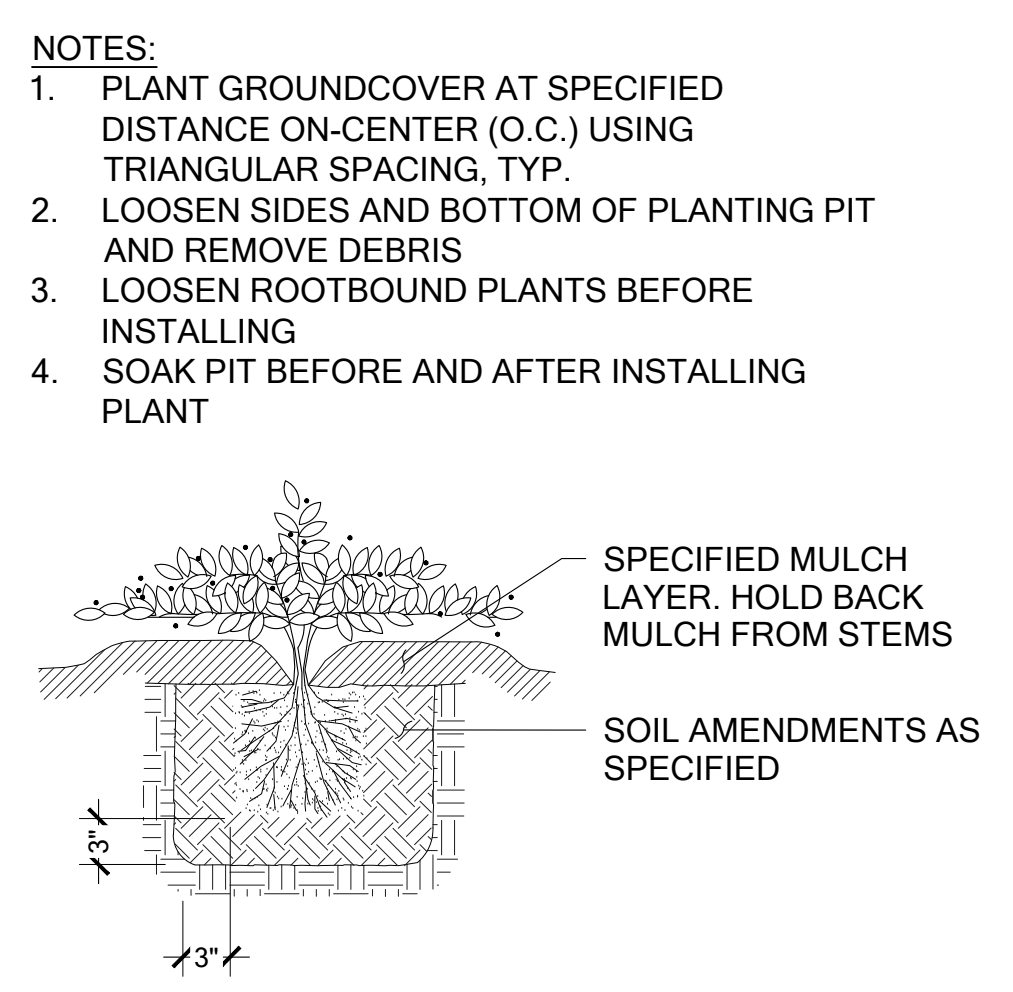 NOTES:
1. PLANT GROUNDCOVER AT SPECIFIED
DISTANCE ON-CENTER (O.C.) USING
TRIANGULAR SPACING, TYP.
2. LOOSEN SIDES AND BOTTOM OF PLANTING PIT
AND REMOVE DEBRIS
3. LOOSEN ROOTBOUND PLANTS BEFORE
INSTALLING
4. SOAK PIT BEFORE AND AFTER INSTALLING
PLANT
SPECIFIED MULCH
LAYER. HOLD BACK
MULCH FROM STEMS
SOIL AMENDMENTS AS
SPECIFIED
3"
3"